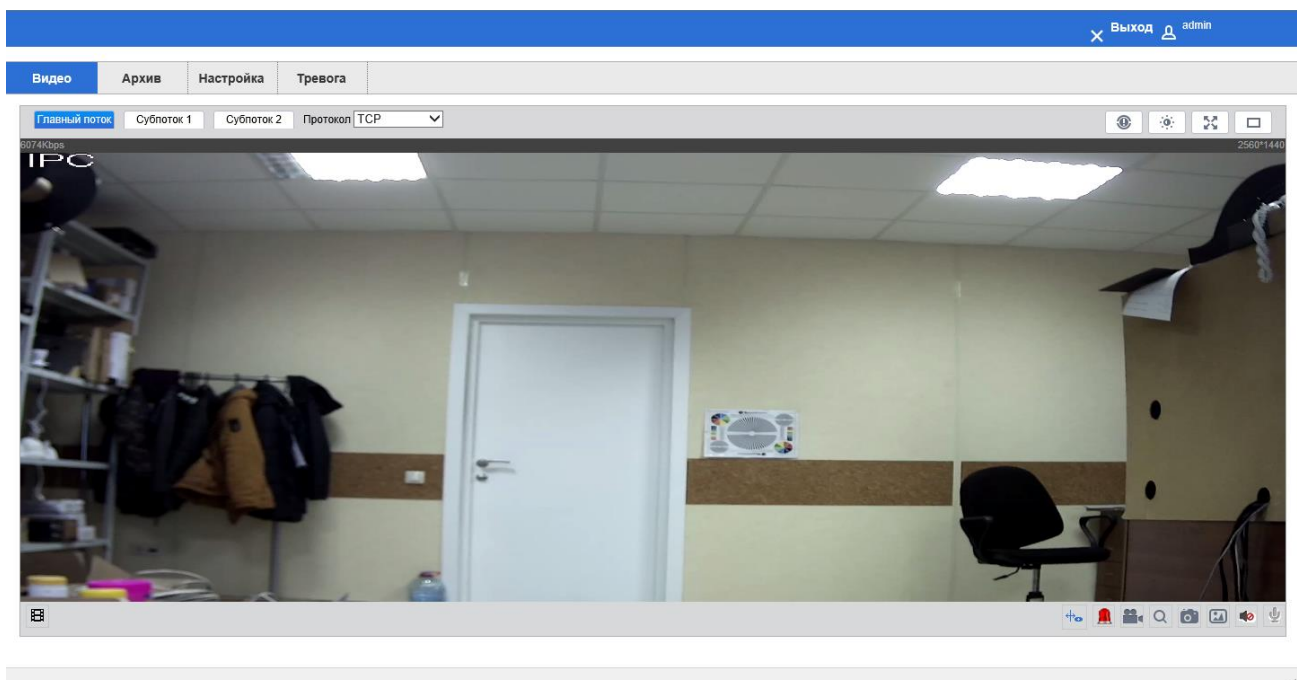 Выход admin
Видео Архив Настройка Тревога
Главный поток Субпоток 1 Субпоток 2 Протокол TCP
6074Kbps 2560*1440
IPC